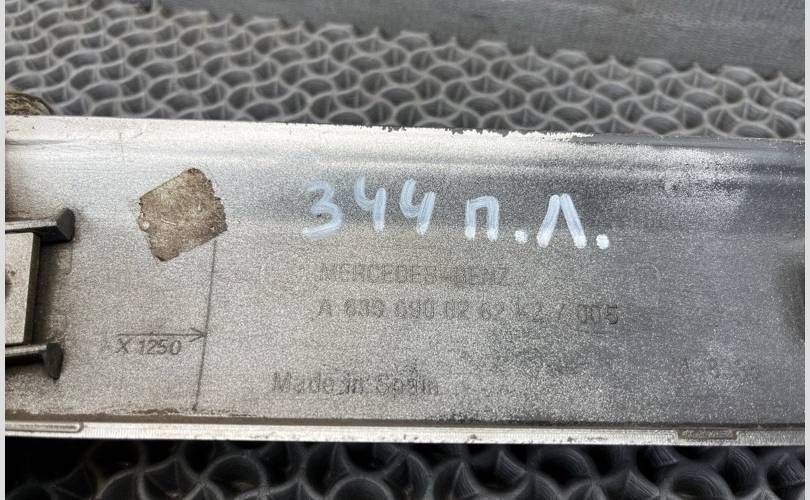 344 п.л.
MERCEDES-BENZ
A 639 690 02 62 k2 / 005
X 1250
Made in Spain